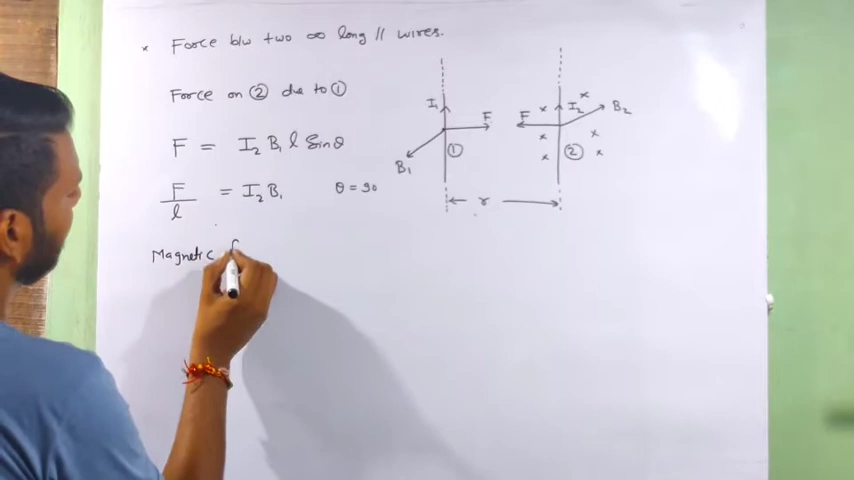 * Force b/w two ∞ long // wires.
Force on ② due to ①
F = I₂ B₁ l Sinθ
F/l = I₂ B₁ θ = 90
Magnetic f
I₁ F F I₂ B₂
B₁ ① ②
r